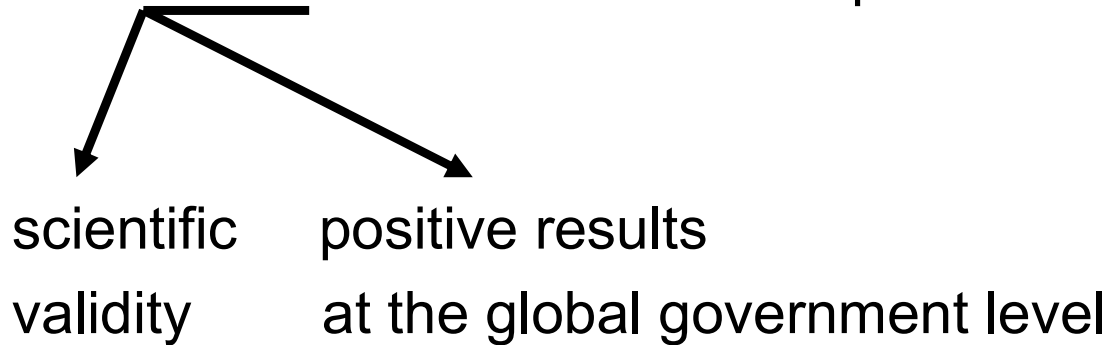 scientific positive results
validity at the global government level